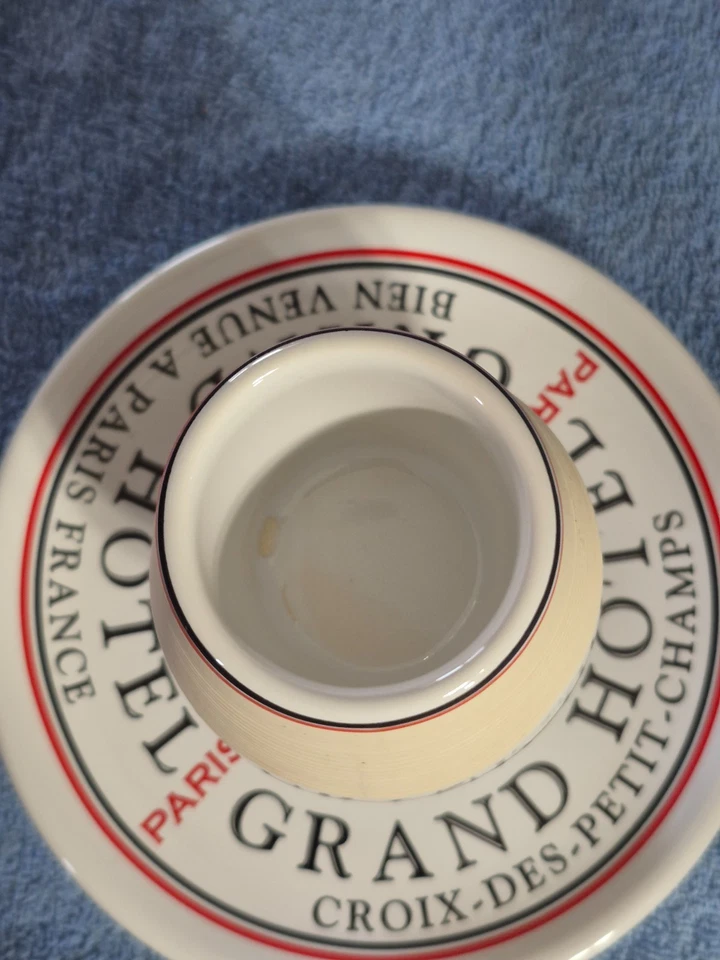 GRAND HOTEL
CROIX-DES-PETIT-CHAMPS
PARIS
HOTEL
BIEN VENUE A PARIS FRANCE